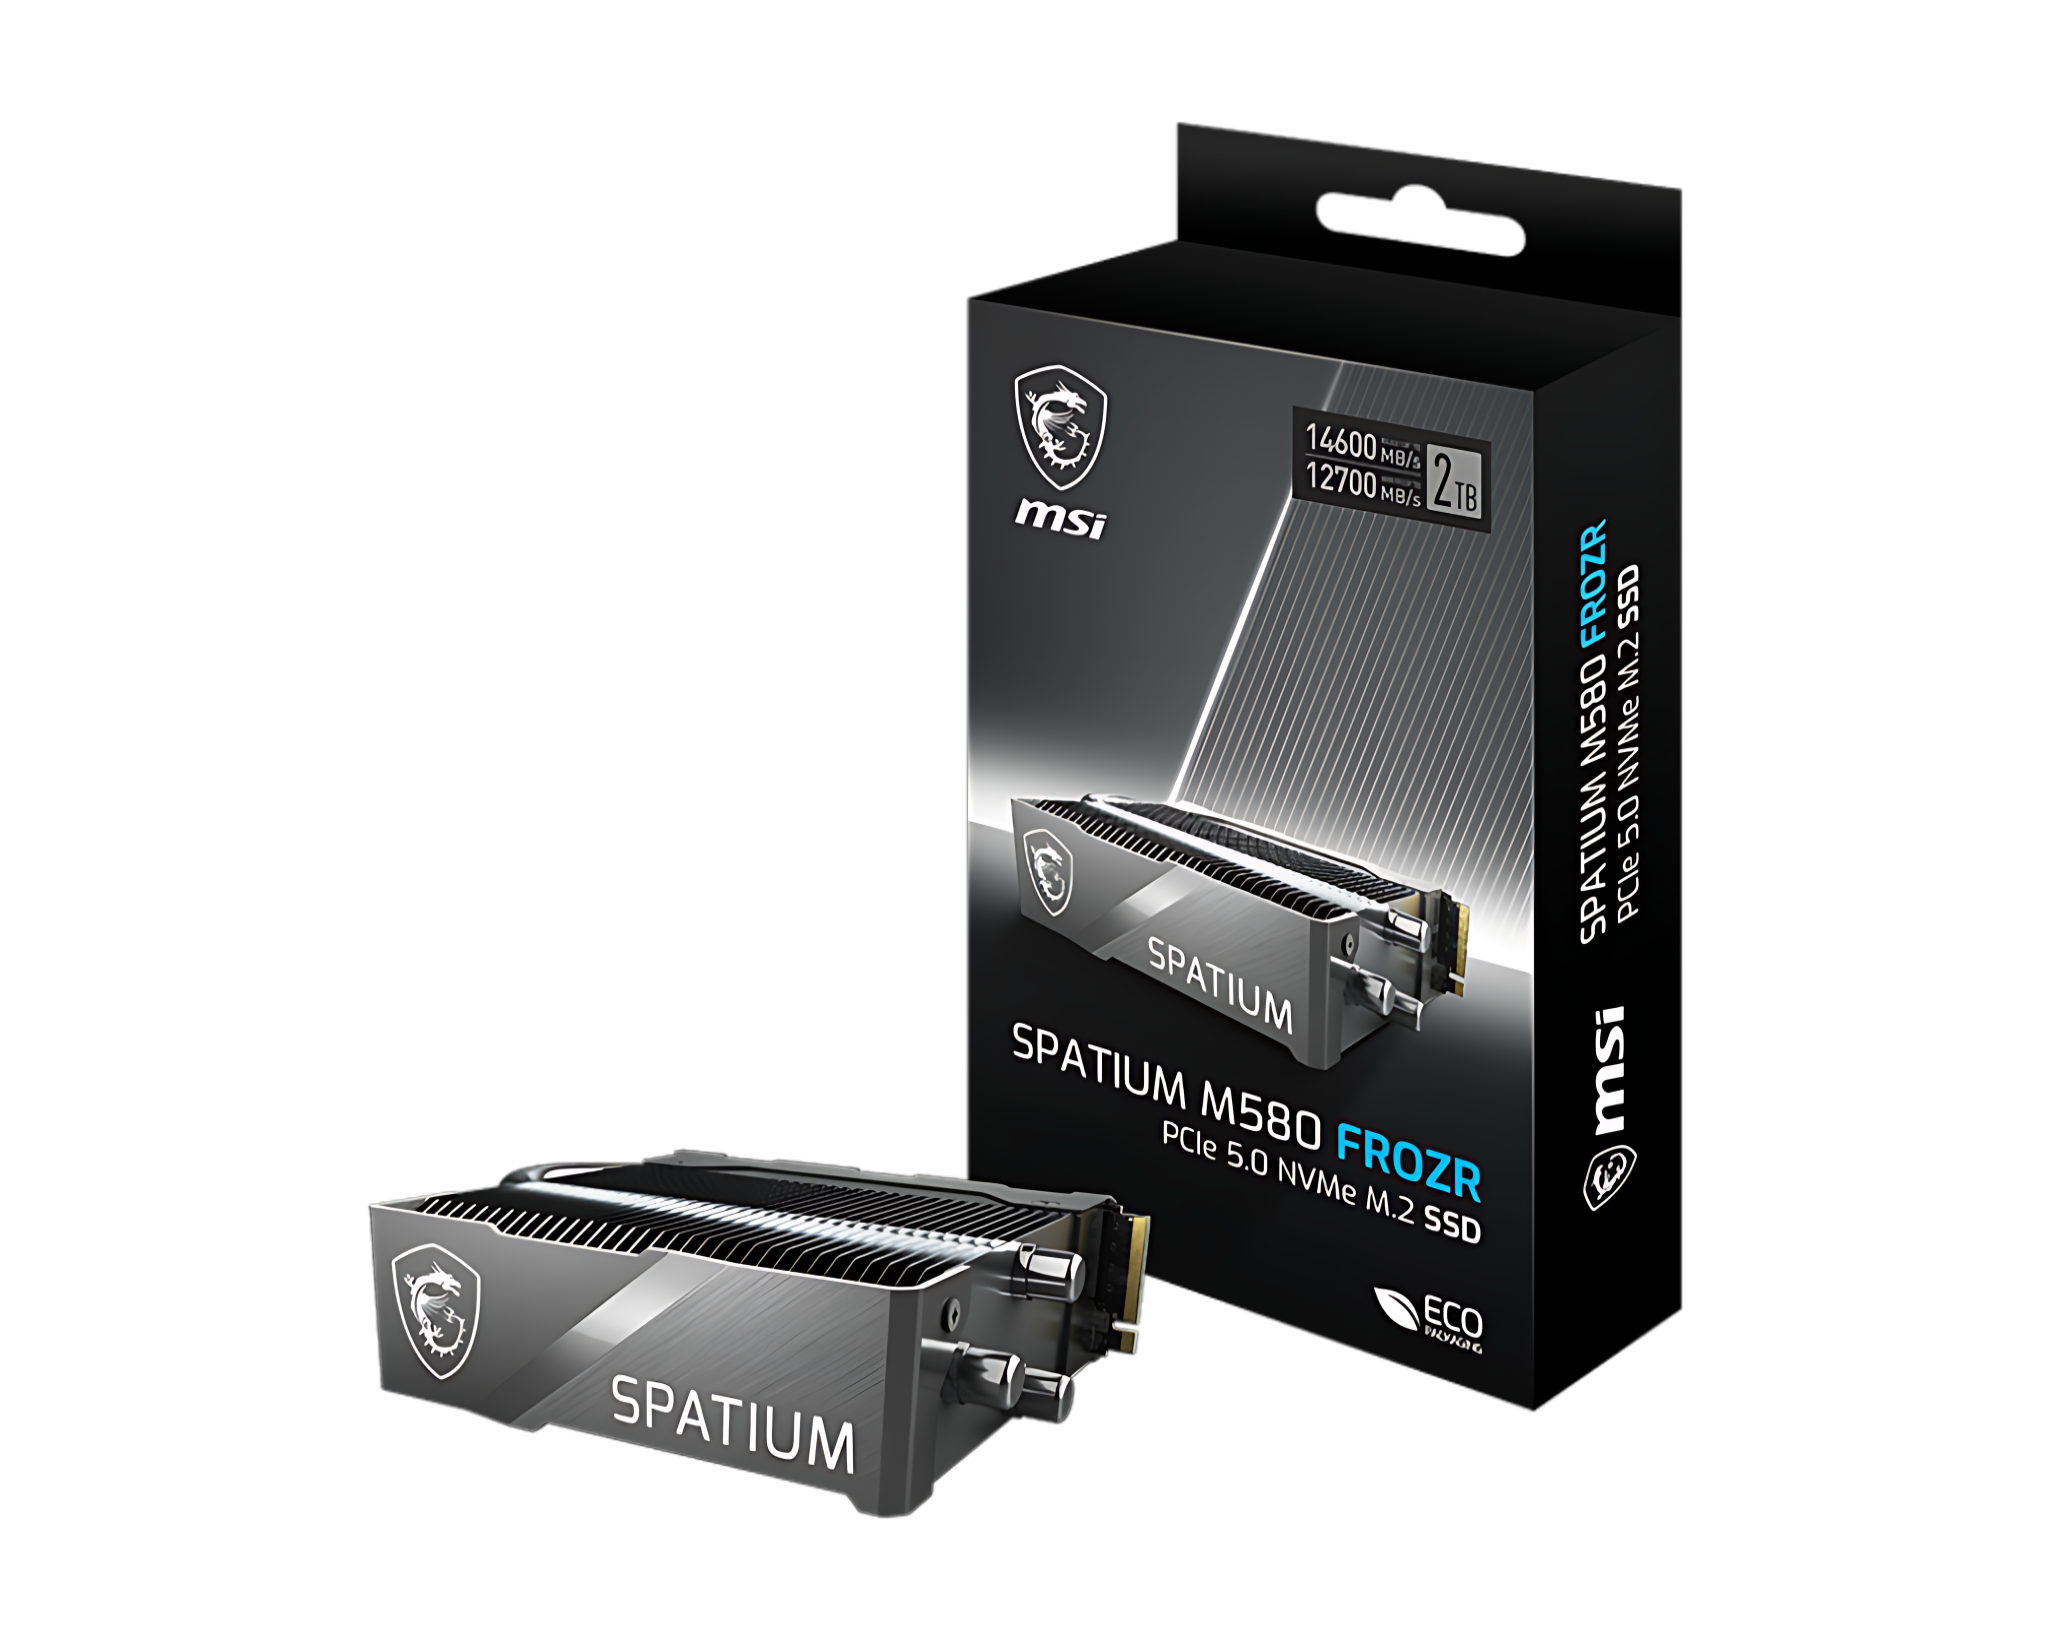 msi
14600 MB/s
12700 MB/s
2TB
SPATIUM
SPATIUM M580 FROZR
PCIe 5.0 NVMe M.2 SSD
ECO
SPATIUM M580 FROZR
PCIe 5.0 NVMe M.2 SSD
msi
SPATIUM